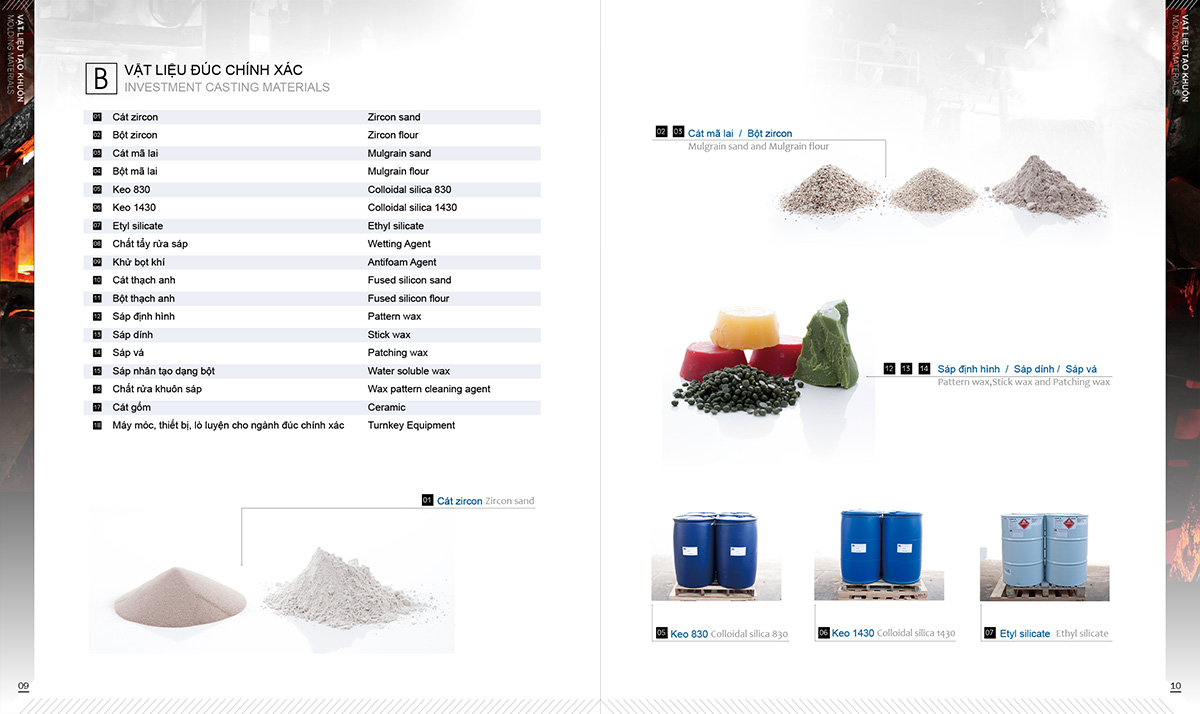 VẬT LIỆU TẠO KHUÔN
MOLDING MATERIALS
B
VẬT LIỆU ĐÚC CHÍNH XÁC
INVESTMENT CASTING MATERIALS
01 Cát zircon Zircon sand
02 Bột zircon Zircon flour
03 Cát mã lai Mulgrain sand
04 Bột mã lai Mulgrain flour
05 Keo 830 Colloidal silica 830
06 Keo 1430 Colloidal silica 1430
07 Etyl silicate Ethyl silicate
08 Chất tẩy rửa sáp Wetting Agent
09 Khử bọt khí Antifoam Agent
10 Cát thạch anh Fused silicon sand
11 Bột thạch anh Fused silicon flour
12 Sáp định hình Pattern wax
13 Sáp dính Stick wax
14 Sáp vá Patching wax
15 Sáp nhân tạo dạng bột Water soluble wax
16 Chất rửa khuôn sáp Wax pattern cleaning agent
17 Cát gốm Ceramic
18 Máy móc, thiết bị, lò luyện cho ngành đúc chính xác Turnkey Equipment
01 Cát zircon Zircon sand
09
02 03 Cát mã lai / Bột zircon
Mulgrain sand and Mulgrain flour
12 13 14 Sáp định hình / Sáp dính / Sáp vá
Pattern wax,Stick wax and Patching wax
05 Keo 830 Colloidal silica 830
06 Keo 1430 Colloidal silica 1430
07 Etyl silicate Ethyl silicate
VẬT LIỆU TẠO KHUÔN
MOLDING MATERIALS
10